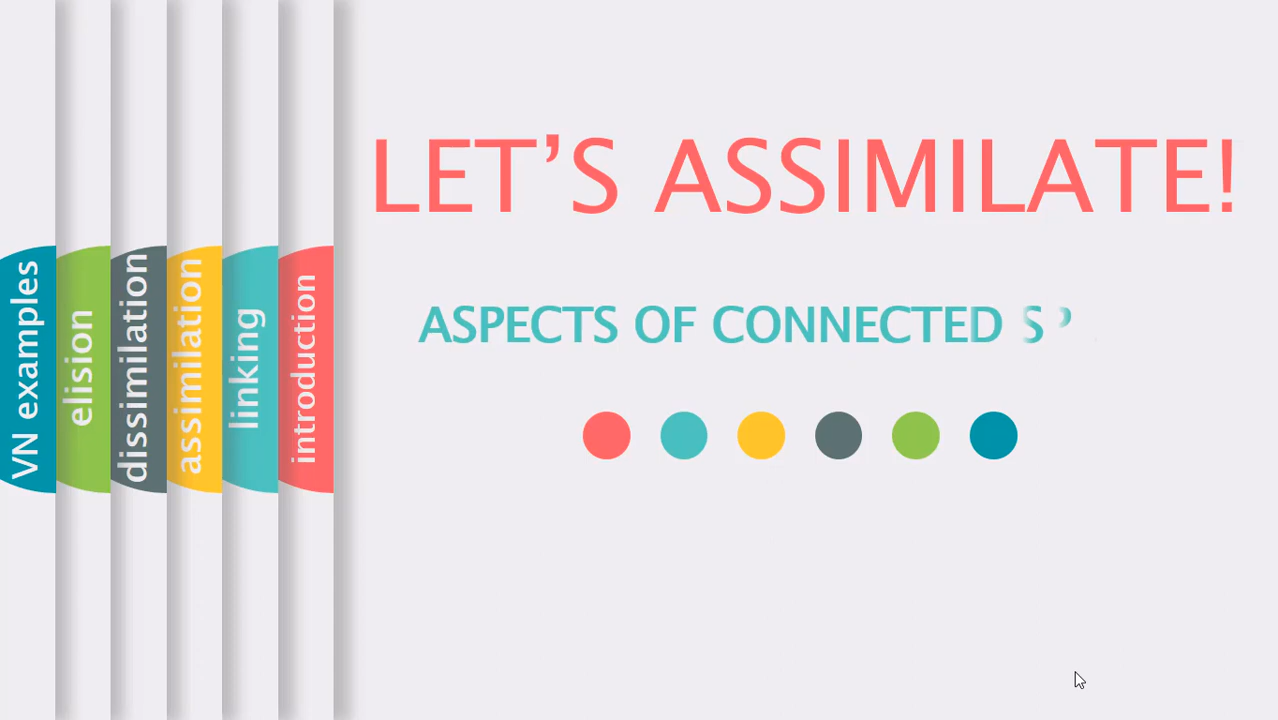 VN examples
elision
dissimilation
assimilation
linking
introduction
LET’S ASSIMILATE!
ASPECTS OF CONNECTED